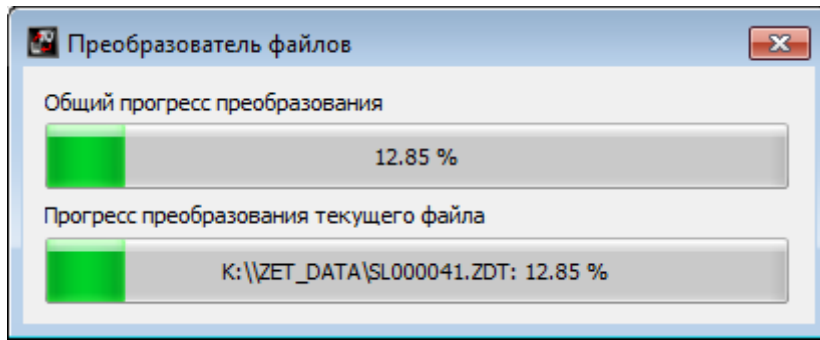 Преобразователь файлов
Общий прогресс преобразования
12.85 %
Прогресс преобразования текущего файла
K:\\ZET_DATA\SL000041.ZDT: 12.85 %